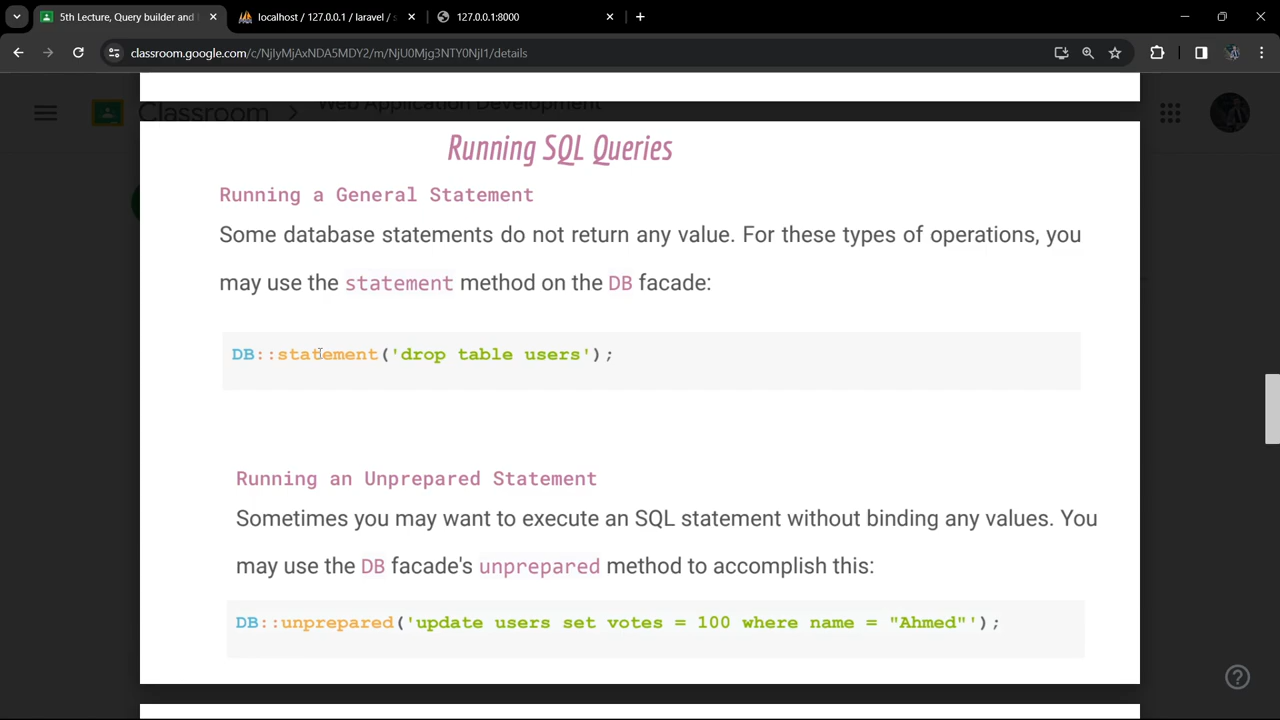 5th Lecture, Query builder and
localhost / 127.0.0.1 / laravel / s
127.0.0.1:8000
classroom.google.com/c/NjIyMjAxNDA5MDY2/m/NjU0Mjg3NTY0NjI1/details
Classroom
Web Application Development
Running SQL Queries
Running a General Statement
Some database statements do not return any value. For these types of operations, you
may use the statement method on the DB facade:
DB::statement('drop table users');
Running an Unprepared Statement
Sometimes you may want to execute an SQL statement without binding any values. You
may use the DB facade's unprepared method to accomplish this:
DB::unprepared('update users set votes = 100 where name = "Ahmed"');